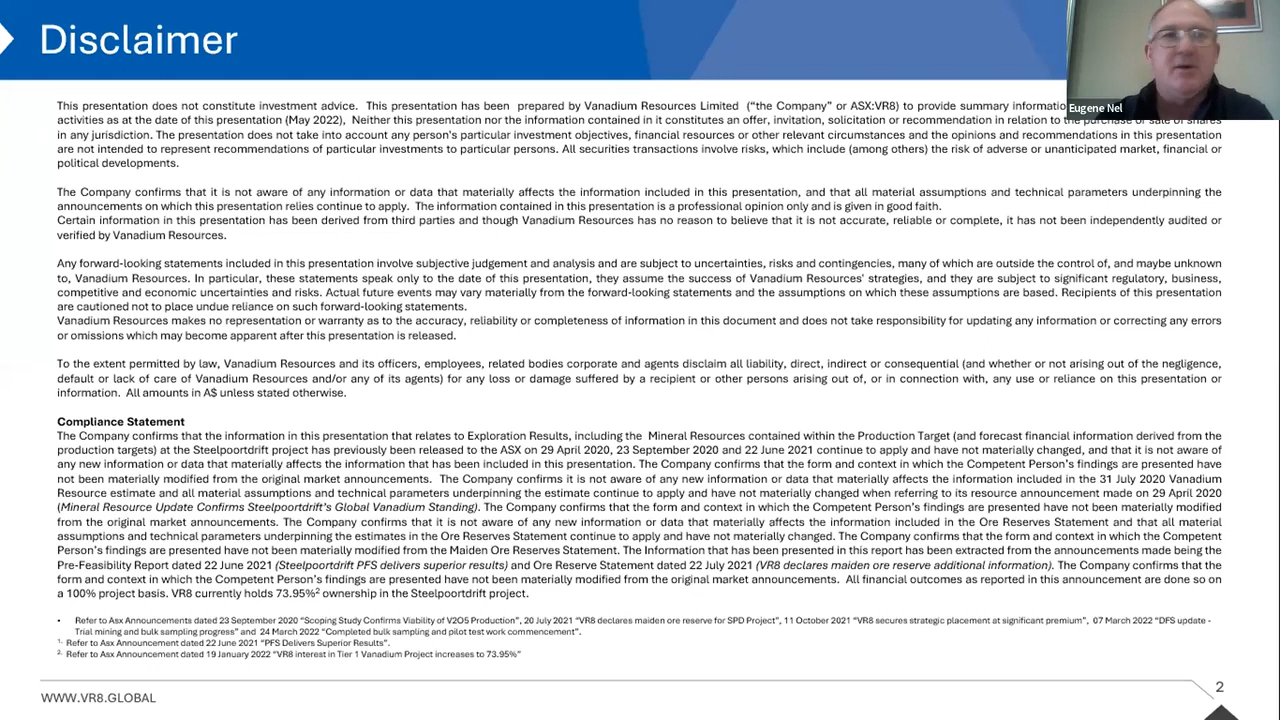 Disclaimer
Eugene Nel
This presentation does not constitute investment advice. This presentation has been prepared by Vanadium Resources Limited (“the Company” or ASX:VR8) to provide summary
activities as at the date of this presentation (May 2022), Neither this presentation nor the information contained in it constitutes an offer, invitation, solicitation or recommendation in relation to the purchase or sale of shares
in any jurisdiction. The presentation does not take into account any person's particular investment objectives, financial resources or other relevant circumstances and the opinions and recommendations in this presentation
are not intended to represent recommendations of particular investments to particular persons. All securities transactions involve risks, which include (among others) the risk of adverse or unanticipated market, financial or
political developments.
The Company confirms that it is not aware of any information or data that materially affects the information included in this presentation, and that all material assumptions and technical parameters underpinning the
announcements on which this presentation relies continue to apply. The information contained in this presentation is a professional opinion only and is given in good faith.
Certain information in this presentation has been derived from third parties and though Vanadium Resources has no reason to believe that it is not accurate, reliable or complete, it has not been independently audited or
verified by Vanadium Resources.
Any forward-looking statements included in this presentation involve subjective judgement and analysis and are subject to uncertainties, risks and contingencies, many of which are outside the control of, and maybe unknown
to, Vanadium Resources. In particular, these statements speak only to the date of this presentation, they assume the success of Vanadium Resources' strategies, and they are subject to significant regulatory, business,
competitive and economic uncertainties and risks. Actual future events may vary materially from the forward-looking statements and the assumptions on which these assumptions are based. Recipients of this presentation
are cautioned not to place undue reliance on such forward-looking statements.
Vanadium Resources makes no representation or warranty as to the accuracy, reliability or completeness of information in this document and does not take responsibility for updating any information or correcting any errors
or omissions which may become apparent after this presentation is released.
To the extent permitted by law, Vanadium Resources and its officers, employees, related bodies corporate and agents disclaim all liability, direct, indirect or consequential (and whether or not arising out of the negligence,
default or lack of care of Vanadium Resources and/or any of its agents) for any loss or damage suffered by a recipient or other persons arising out of, or in connection with, any use or reliance on this presentation or
information. All amounts in A$ unless stated otherwise.
Compliance Statement
The Company confirms that the information in this presentation that relates to Exploration Results, including the Mineral Resources contained within the Production Target (and forecast financial information derived from the
production targets) at the Steelpoortdrift project has previously been released to the ASX on 29 April 2020, 23 September 2020 and 22 June 2021 continue to apply and have not materially changed, and that it is not aware of
any new information or data that materially affects the information that has been included in this presentation. The Company confirms that the form and context in which the Competent Person's findings are presented have
not been materially modified from the original market announcements. The Company confirms it is not aware of any new information or data that materially affects the information included in the 31 July 2020 Vanadium
Resource estimate and all material assumptions and technical parameters underpinning the estimate continue to apply and have not materially changed when referring to its resource announcement made on 29 April 2020
(Mineral Resource Update Confirms Steelpoortdrift's Global Vanadium Standing). The Company confirms that the form and context in which the Competent Person's findings are presented have not been materially modified
from the original market announcements. The Company confirms that it is not aware of any new information or data that materially affects the information included in the Ore Reserves Statement and that all material
assumptions and technical parameters underpinning the estimates in the Ore Reserves Statement continue to apply and have not materially changed. The Company confirms that the form and context in which the Competent
Person's findings are presented have not been materially modified from the Maiden Ore Reserves Statement. The Information that has been presented in this report has been extracted from the announcements made being the
Pre-Feasibility Report dated 22 June 2021 (Steelpoortdrift PFS delivers superior results) and Ore Reserve Statement dated 22 July 2021 (VR8 declares maiden ore reserve additional information). The Company confirms that the
form and context in which the Competent Person's findings are presented have not been materially modified from the original market announcements. All financial outcomes as reported in this announcement are done so on
a 100% project basis. VR8 currently holds 73.95%² ownership in the Steelpoortdrift project.
• Refer to Asx Announcements dated 23 September 2020 “Scoping Study Confirms Viability of V2O5 Production”, 20 July 2021 “VR8 declares maiden ore reserve for SPD Project”, 11 October 2021 “VR8 secures strategic placement at significant premium”, 07 March 2022 “DFS update -
Trial mining and bulk sampling progress” and 24 March 2022 “Completed bulk sampling and pilot test work commencement”.
1. Refer to Asx Announcement dated 22 June 2021 “PFS Delivers Superior Results”.
2. Refer to Asx Announcement dated 19 January 2022 “VR8 interest in Tier 1 Vanadium Project increases to 73.95%”
WWW.VR8.GLOBAL
2